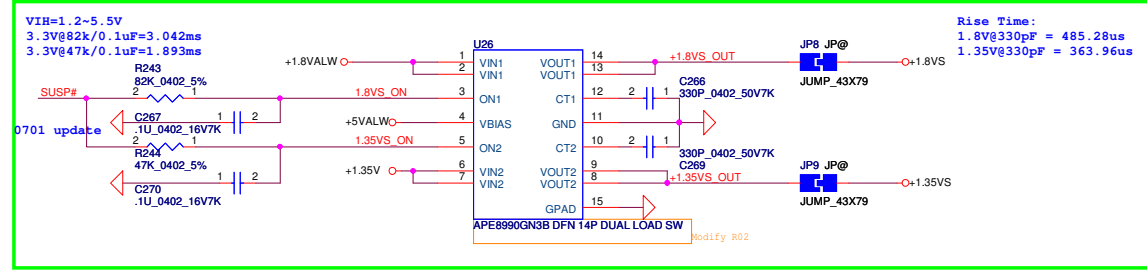 VIH=1.2~5.5V
3.3V@82k/0.1uF=3.042ms
3.3V@47k/0.1uF=1.893ms
Rise Time:
1.8V@330pF = 485.28us
1.35V@330pF = 363.96us
U26
+1.8VALW
1
2
VIN1
VIN1
VOUT1
VOUT1
14
13
+1.8VS_OUT
JP8 JP@
JUMP_43X79
+1.8VS
R243
82K_0402_5%
SUSP#
2
1
1.8VS_ON
3
ON1
CT1
12
2
1
C266
330P_0402_50V7K
0701 update
C267
.1U_0402_16V7K
1
2
+5VALW
4
VBIAS
GND
11
R244
47K_0402_5%
2
1
1.35VS_ON
5
ON2
CT2
10
2
1
330P_0402_50V7K
C269
+1.35V
6
7
VIN2
VIN2
VOUT2
VOUT2
9
8
+1.35VS_OUT
JP9 JP@
JUMP_43X79
+1.35VS
1
2
C270
.1U_0402_16V7K
GPAD
15
APE8990GN3B DFN 14P DUAL LOAD SW
Modify R02